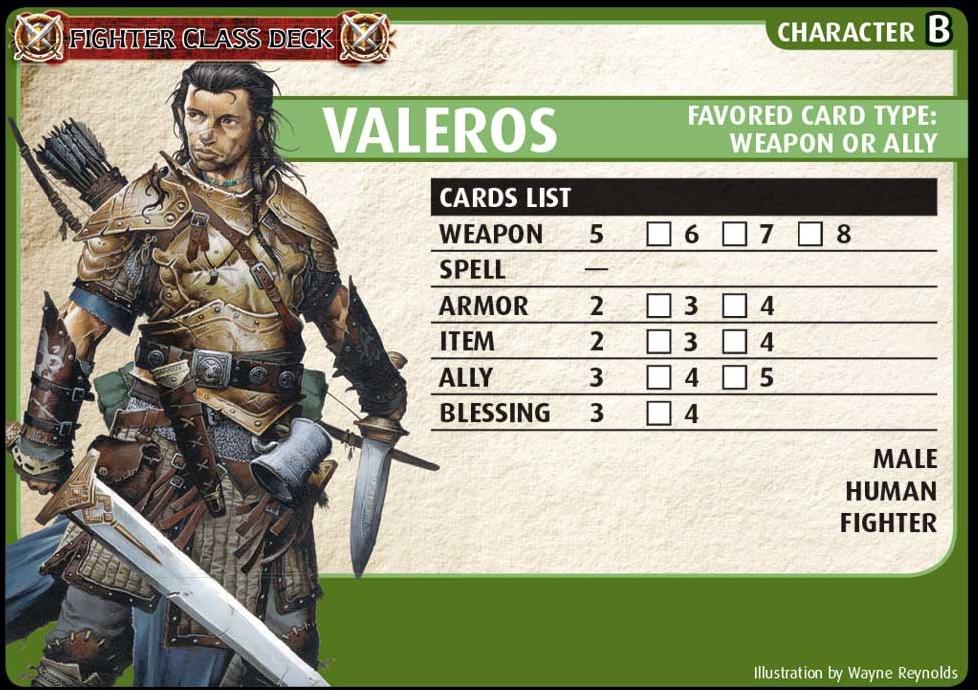 FIGHTER CLASS DECK
CHARACTER B
VALEROS
FAVORED CARD TYPE:
WEAPON OR ALLY
CARDS LIST
WEAPON 5 ☐ 6 ☐ 7 ☐ 8
SPELL —
ARMOR 2 ☐ 3 ☐ 4
ITEM 2 ☐ 3 ☐ 4
ALLY 3 ☐ 4 ☐ 5
BLESSING 3 ☐ 4
MALE
HUMAN
FIGHTER
Illustration by Wayne Reynolds